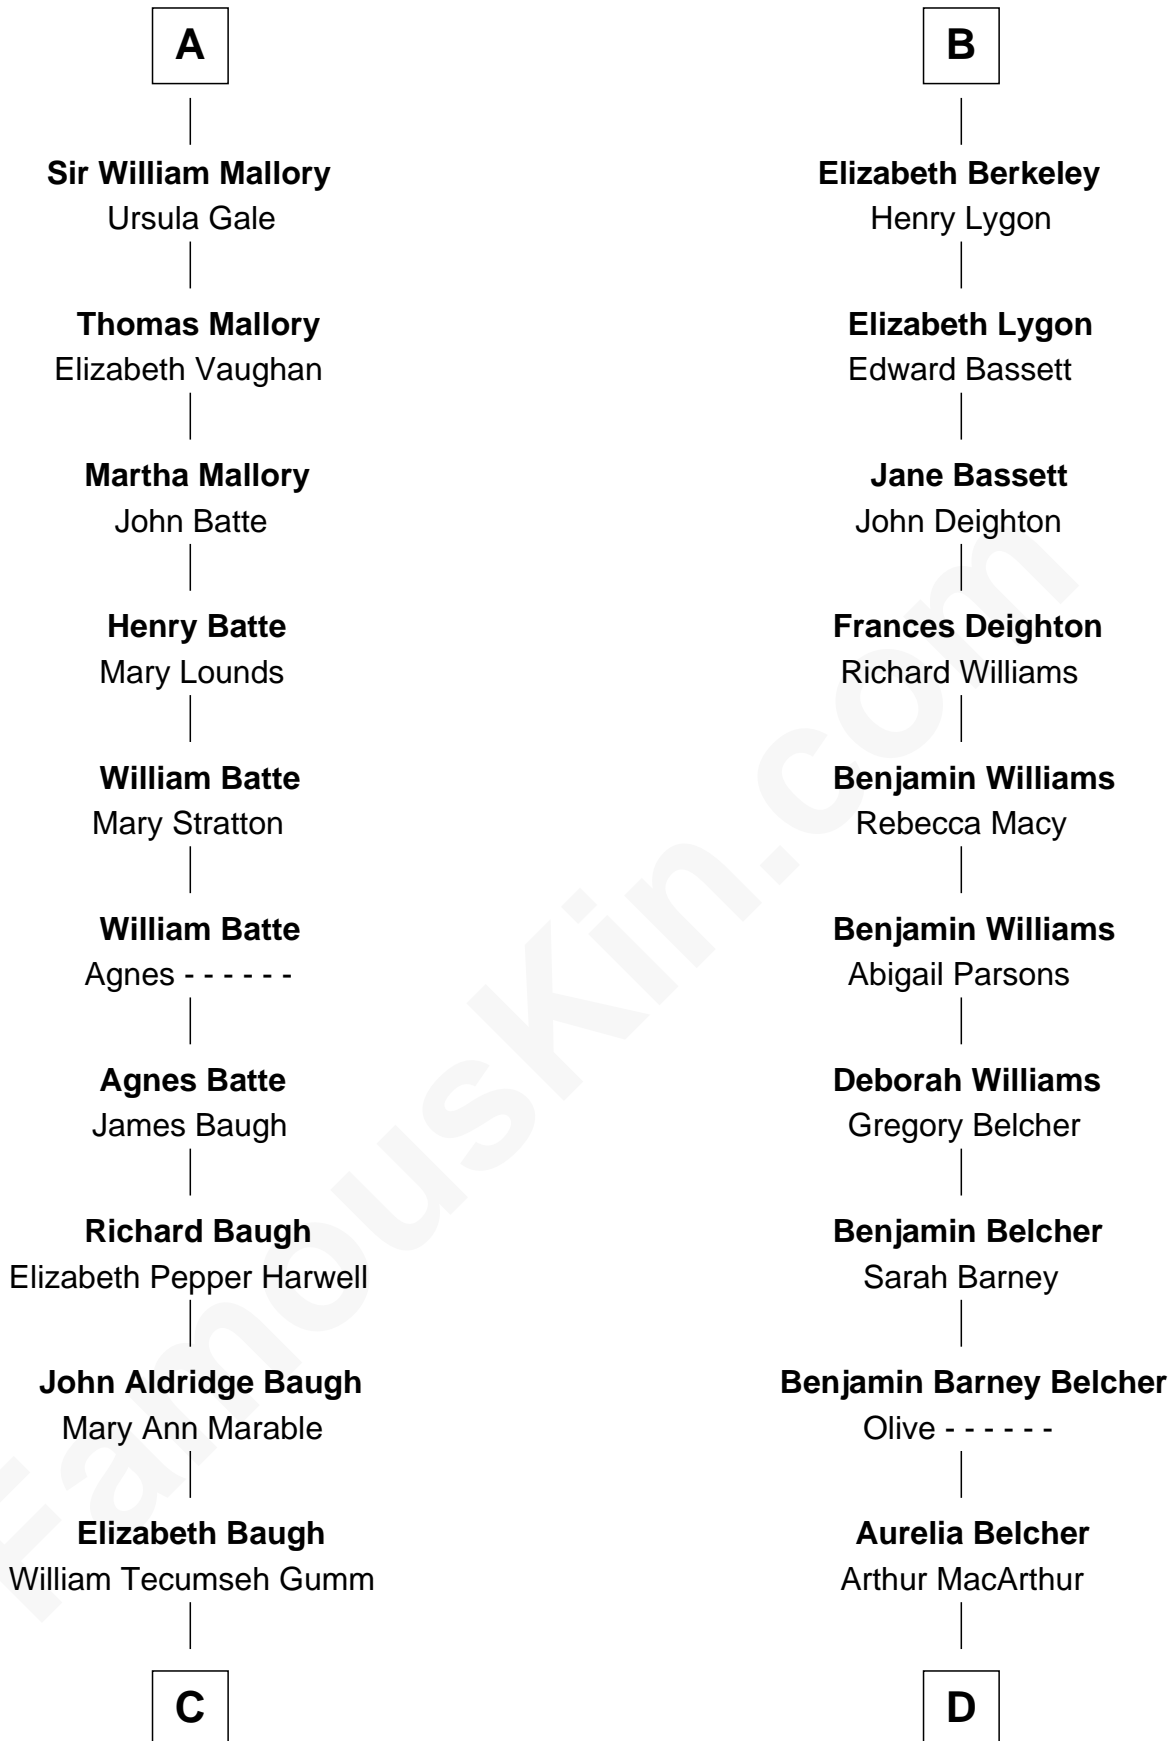 A
Sir William Mallory
Ursula Gale
Thomas Mallory
Elizabeth Vaughan
Martha Mallory
John Batte
Henry Batte
Mary Lounds
William Batte
Mary Stratton
William Batte
Agnes - - - - - -
Agnes Batte
James Baugh
Richard Baugh
Elizabeth Pepper Harwell
John Aldridge Baugh
Mary Ann Marable
Elizabeth Baugh
William Tecumseh Gumm
C
B
Elizabeth Berkeley
Henry Lygon
Elizabeth Lygon
Edward Bassett
Jane Bassett
John Deighton
Frances Deighton
Richard Williams
Benjamin Williams
Rebecca Macy
Benjamin Williams
Abigail Parsons
Deborah Williams
Gregory Belcher
Benjamin Belcher
Sarah Barney
Benjamin Barney Belcher
Olive - - - - - -
Aurelia Belcher
Arthur MacArthur
D
FamousKin.com